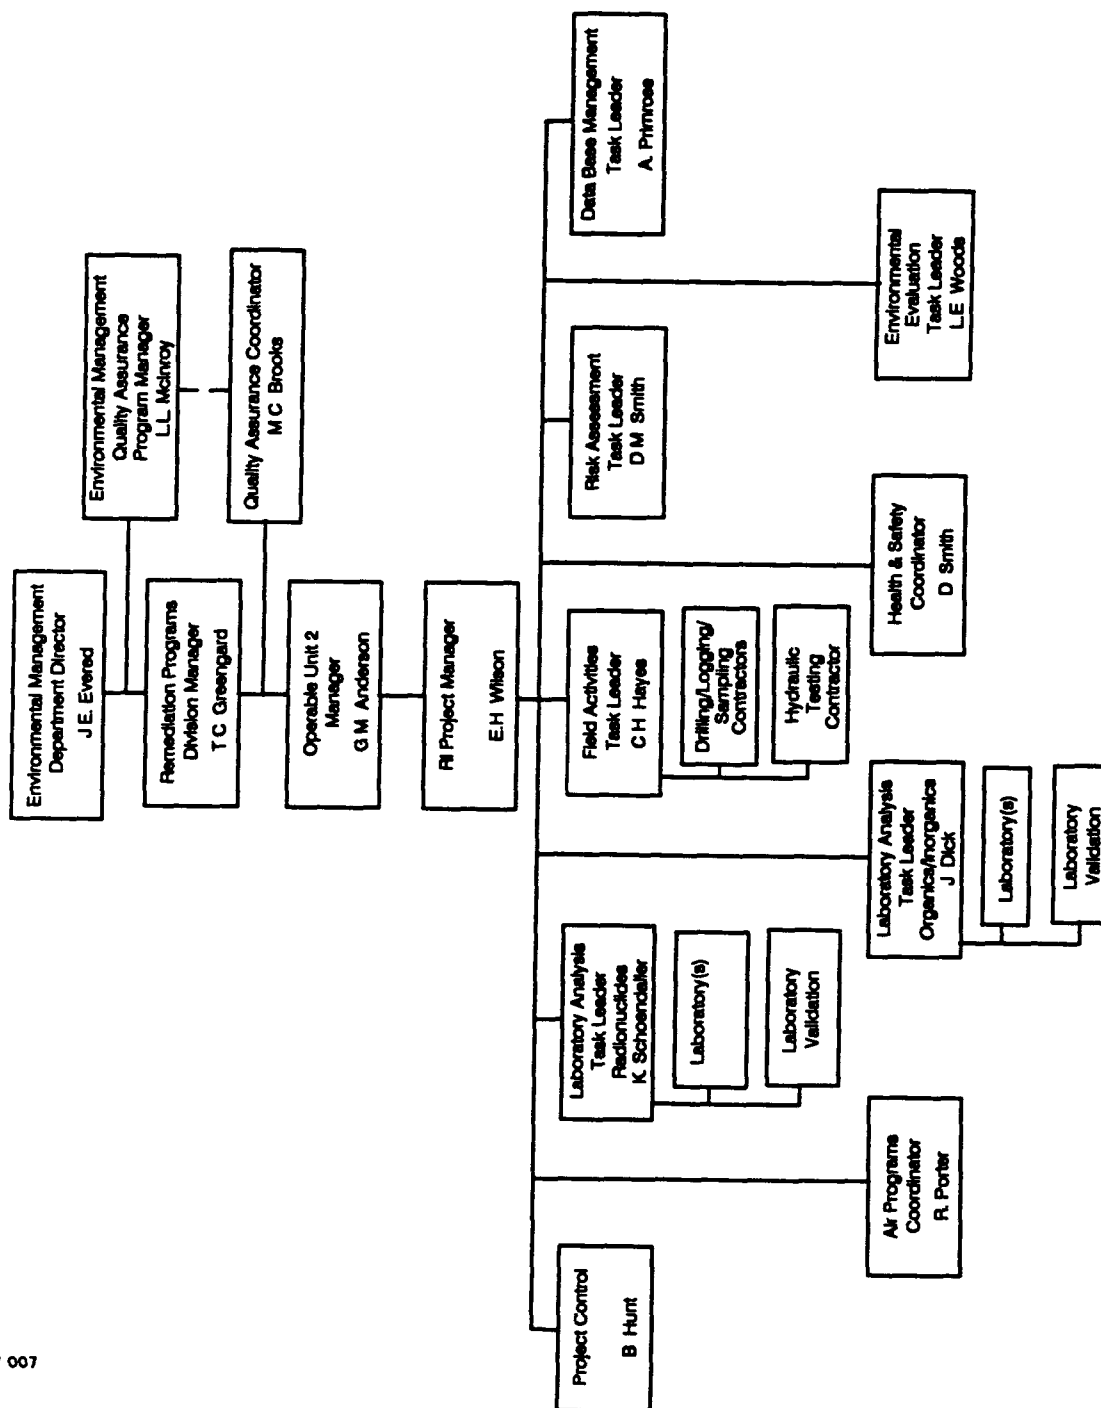 Environmental Management
Department Director
J.E. Evered
Environmental Management
Quality Assurance
Program Manager
L.L. McInroy
Remediation Programs
Division Manager
T C Greengard
Quality Assurance Coordinator
M C Brooks
Operable Unit 2
Manager
G M Anderson
RI Project Manager
E.H Wilson
Project Control
B Hunt
Laboratory Analysis
Task Leader
Radionuclides
K. Schoendaller
Laboratory(s)
Laboratory
Validation
Field Activities
Task Leader
C H Hayes
Drilling/Logging/
Sampling
Contractors
Hydraulic
Testing
Contractor
Risk Assessment
Task Leader
D M Smith
Data Base Management
Task Leader
A. Primrose
Air Programs
Coordinator
R. Porter
Laboratory Analysis
Task Leader
Organics/Inorganics
J Dick
Laboratory(s)
Laboratory
Validation
Health & Safety
Coordinator
D Smith
Environmental
Evaluation
Task Leader
L.E Woods
007